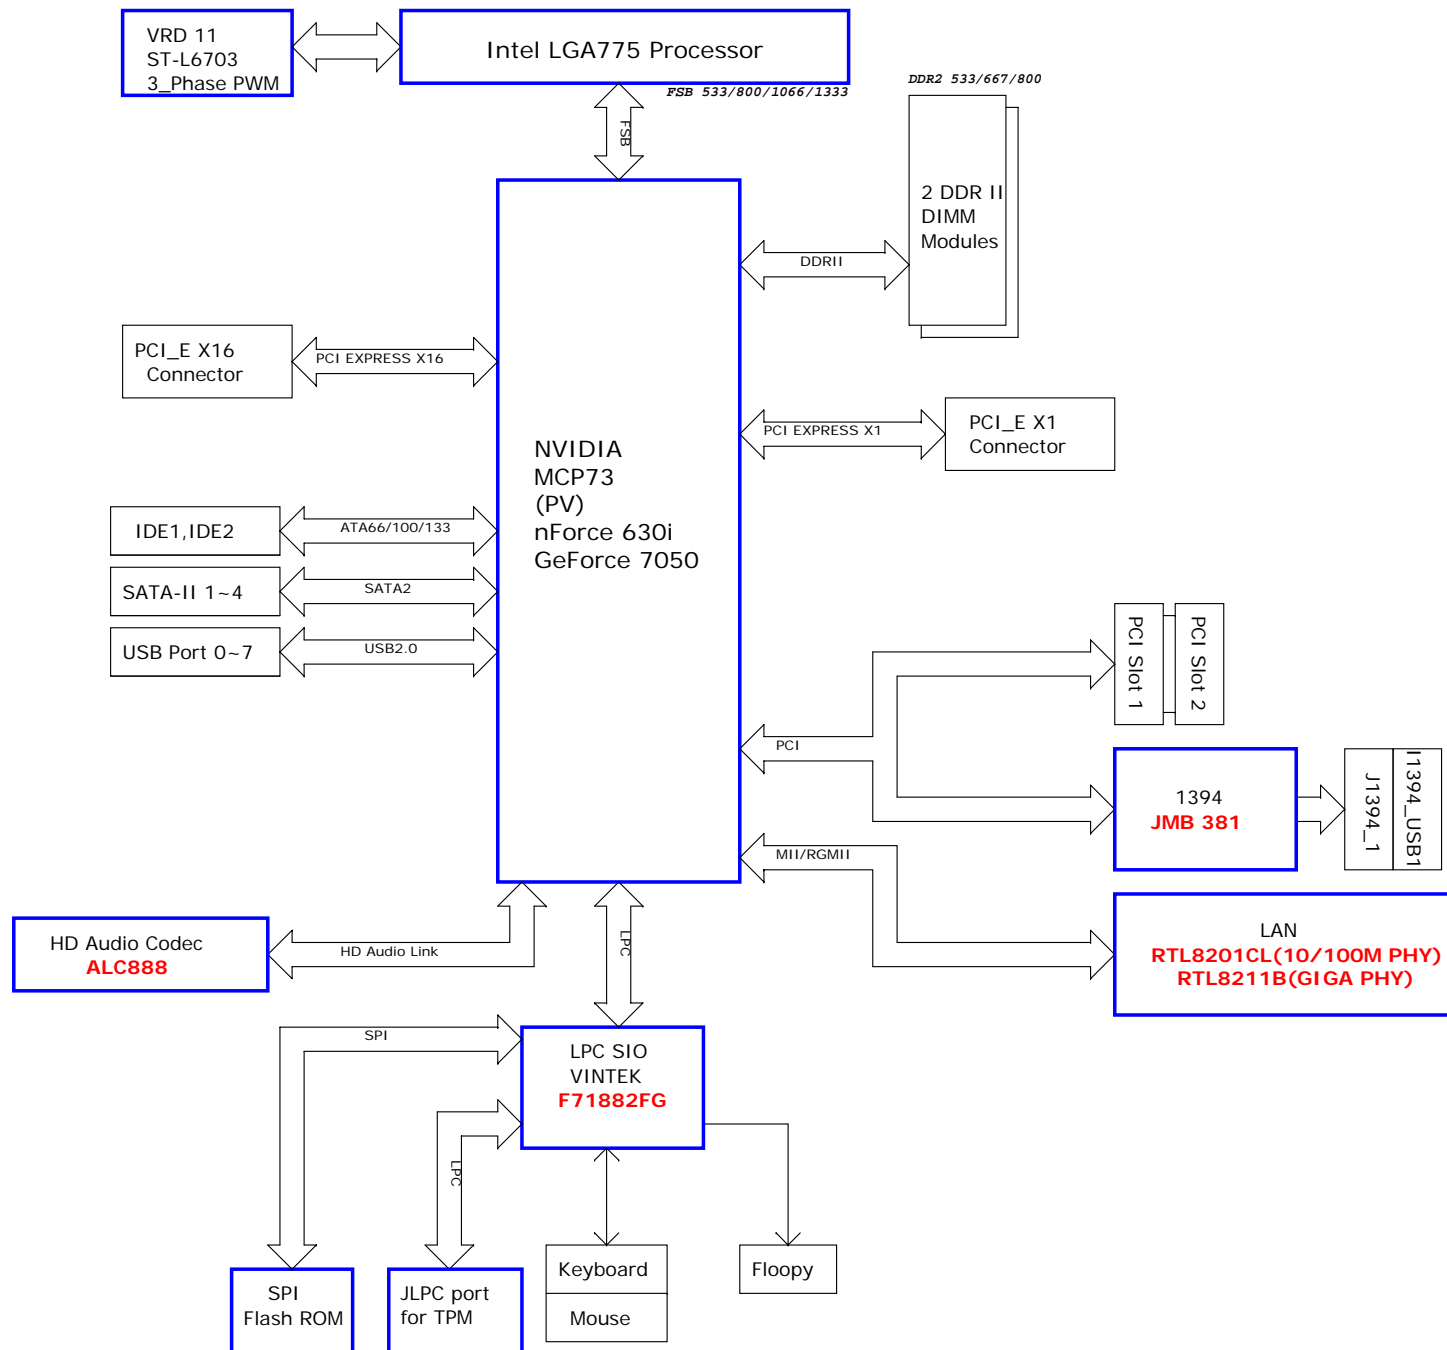 VRD 11
ST-L6703
3_Phase PWM
Intel LGA775 Processor
FSB 533/800/1066/1333
DDR2 533/667/800
FSB
2 DDR II
DIMM
Modules
DDRII
PCI_E X16
Connector
PCI EXPRESS X16
PCI EXPRESS X1
PCI_E X1
Connector
NVIDIA
MCP73
(PV)
nForce 630i
GeForce 7050
IDE1,IDE2
ATA66/100/133
SATA-II 1~4
SATA2
USB Port 0~7
USB2.0
PCI Slot 1
PCI Slot 2
PCI
1394
JMB 381
J1394_1
I1394_USB1
MII/RGMII
LAN
RTL8201CL(10/100M PHY)
RTL8211B(GIGA PHY)
HD Audio Codec
ALC888
HD Audio Link
LPC
SPI
LPC SIO
VINTEK
F71882FG
LPC
SPI
Flash ROM
JLPC port
for TPM
Keyboard
Mouse
Floopy